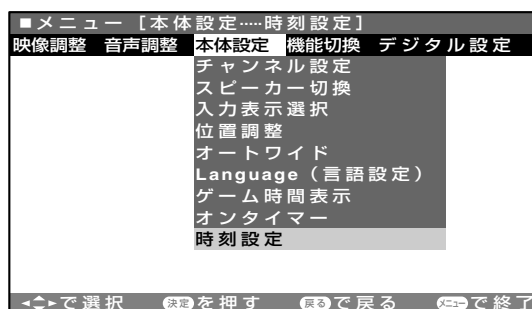 ■メニュー [本体設定……時刻設定]
映像調整 音声調整 本体設定 機能切換 デジタル設定
チャンネル設定
スピーカー切換
入力表示選択
位置調整
オートワイド
Language（言語設定）
ゲーム時間表示
オンタイマー
時刻設定
で選択 決定を押す 戻るで戻る メニューで終了